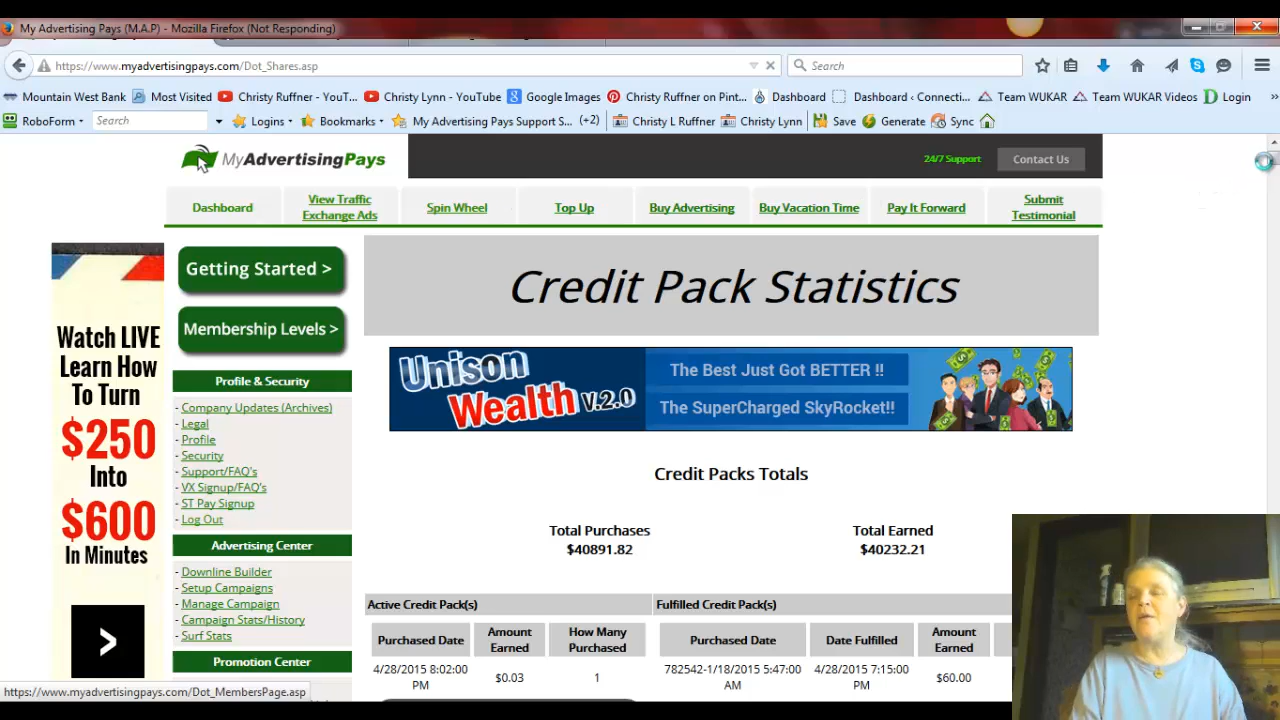 My Advertising Pays (M.A.P) - Mozilla Firefox (Not Responding)
https://www.myadvertisingpays.com/Dot_Shares.asp
Search
Mountain West Bank
Most Visited
Christy Ruffner - YouT...
Christy Lynn - YouTube
Google Images
Christy Ruffner on Pint...
Dashboard
Dashboard ‹ Connecti...
Team WUKAR
Team WUKAR Videos
Login
RoboForm
Search
Logins
Bookmarks
My Advertising Pays Support S...
(+2)
Christy L Ruffner
Christy Lynn
Save
Generate
Sync
MyAdvertisingPays
24/7 Support
Contact Us
Dashboard
View Traffic
Exchange Ads
Spin Wheel
Top Up
Buy Advertising
Buy Vacation Time
Pay It Forward
Submit
Testimonial
Watch LIVE
Learn How
To Turn
$250
Into
$600
In Minutes
>
Getting Started >
Membership Levels >
Profile & Security
- Company Updates (Archives)
- Legal
- Profile
- Security
- Support/FAQ's
- VX Signup/FAQ's
- ST Pay Signup
- Log Out
Advertising Center
- Downline Builder
- Setup Campaigns
- Manage Campaign
- Campaign Stats/History
- Surf Stats
Promotion Center
Credit Pack Statistics
Unison
Wealth V.2.0
The Best Just Got BETTER !!
The SuperCharged SkyRocket!!
Credit Packs Totals
Total Purchases
$40891.82
Total Earned
$40232.21
Active Credit Pack(s)
Purchased Date
Amount
Earned
How Many
Purchased
4/28/2015 8:02:00
PM
$0.03
1
Fulfilled Credit Pack(s)
Purchased Date
Date Fulfilled
Amount
Earned
782542-1/18/2015 5:47:00
AM
4/28/2015 7:15:00
PM
$60.00
https://www.myadvertisingpays.com/Dot_MembersPage.asp